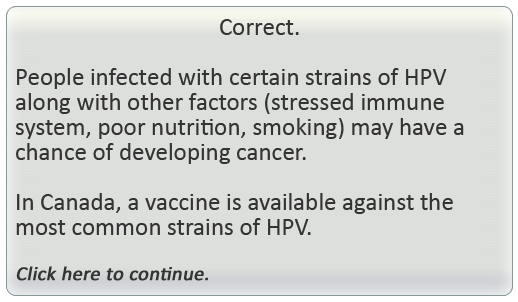 Correct.
People infected with certain strains of HPV
along with other factors (stressed immune
system, poor nutrition, smoking) may have a
chance of developing cancer.
In Canada, a vaccine is available against the
most common strains of HPV.
Click here to continue.